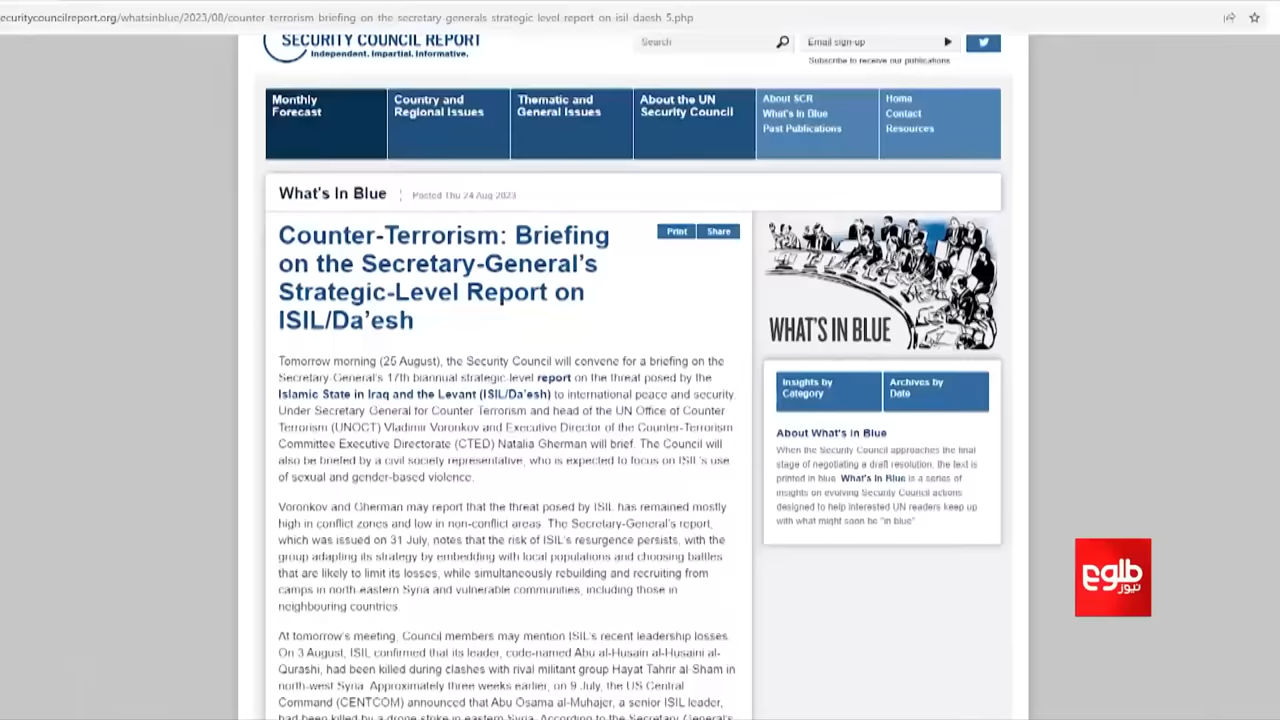 ecuritycouncilreport.org/whatsinblue/2023/08/counter-terrorism-briefing-on-the-secretary-generals-strategic-level-report-on-isil-daesh-5.php
SECURITY COUNCIL REPORT
Independent. Impartial. Informative.
Search
Email sign-up
Subscribe to receive our publications
Monthly
Forecast
Country and
Regional Issues
Thematic and
General Issues
About the UN
Security Council
About SCR
What's In Blue
Past Publications
Home
Contact
Resources
What's In Blue
Posted Thu 24 Aug 2023
Counter-Terrorism: Briefing
on the Secretary-General's
Strategic-Level Report on
ISIL/Da'esh
Print
Share
Tomorrow morning (25 August), the Security Council will convene for a briefing on the
Secretary-General's 17th biannual strategic-level report on the threat posed by the
Islamic State in Iraq and the Levant (ISIL/Da'esh) to international peace and security.
Under Secretary General for Counter Terrorism and head of the UN Office of Counter
Terrorism (UNOCT) Vladimir Voronkov and Executive Director of the Counter-Terrorism
Committee Executive Directorate (CTED) Natalia Gherman will brief. The Council will
also be briefed by a civil society representative, who is expected to focus on ISIL's use
of sexual and gender-based violence.
Voronkov and Gherman may report that the threat posed by ISIL has remained mostly
high in conflict zones and low in non-conflict areas. The Secretary-General's report,
which was issued on 31 July, notes that the risk of ISIL's resurgence persists, with the
group adapting its strategy by embedding with local populations and choosing battles
that are likely to limit its losses, while simultaneously rebuilding and recruiting from
camps in north-eastern Syria and vulnerable communities, including those in
neighbouring countries.
At tomorrow's meeting, Council members may mention ISIL's recent leadership losses.
On 3 August, ISIL confirmed that its leader, code-named Abu al-Husain al-Husaini al-
Qurashi, had been killed during clashes with rival militant group Hayat Tahrir al-Sham in
north-west Syria. Approximately three weeks earlier, on 9 July, the US Central
Command (CENTCOM) announced that Abu Osama al-Muhajer, a senior ISIL leader,
had been killed by a drone strike in eastern Syria. According to the Secretary General's
WHAT'S IN BLUE
Insights by
Category
Archives by
Date
About What's In Blue
When the Security Council approaches the final
stage of negotiating a draft resolution, the text is
printed in blue. What's In Blue is a series of
insights on evolving Security Council actions
designed to help interested UN readers keep up
with what might soon be "in blue"
طلوع
نیوز